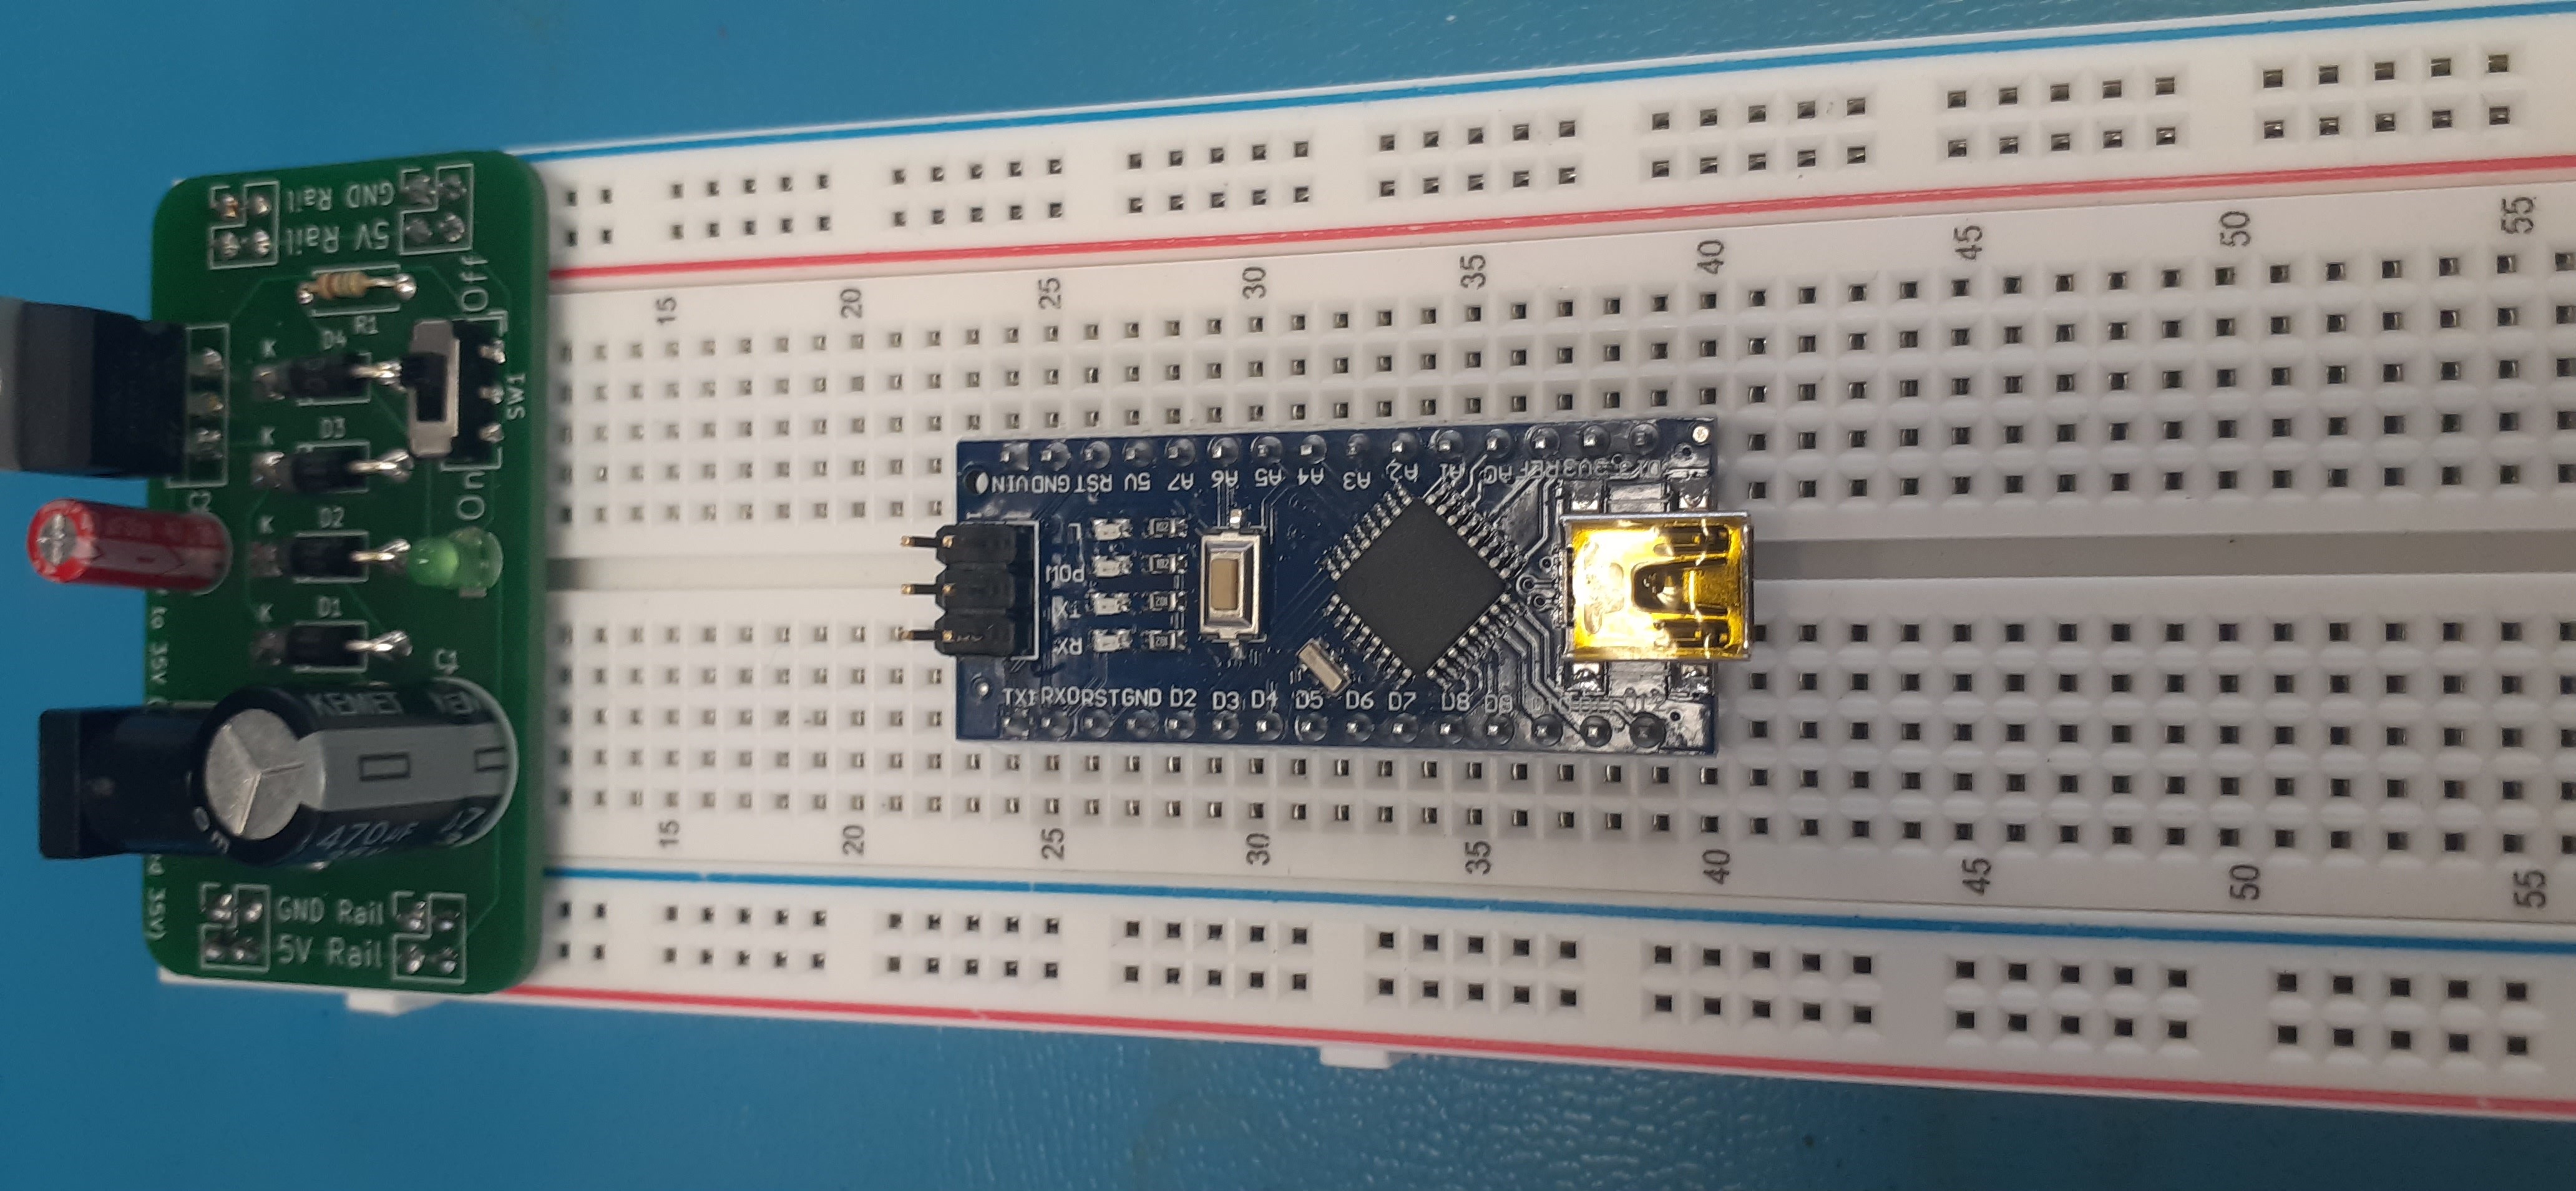 GND Rail
5V Rail
R1
Off
SW1
On
K
D4
K
D3
K
D2
K
D1
to 35V
35V)
KEMET
470µF
47
GND Rail
5V Rail
15
20
25
30
35
40
45
50
55
VIN
GND
RST
5V
A7
A6
A5
A4
A3
A2
A1
A0
REF
3V3
D13
L
POW
TX
RX
TX1
RX0
RST
GND
D2
D3
D4
D5
D6
D7
D8
D9
15
20
25
30
35
40
45
50
55